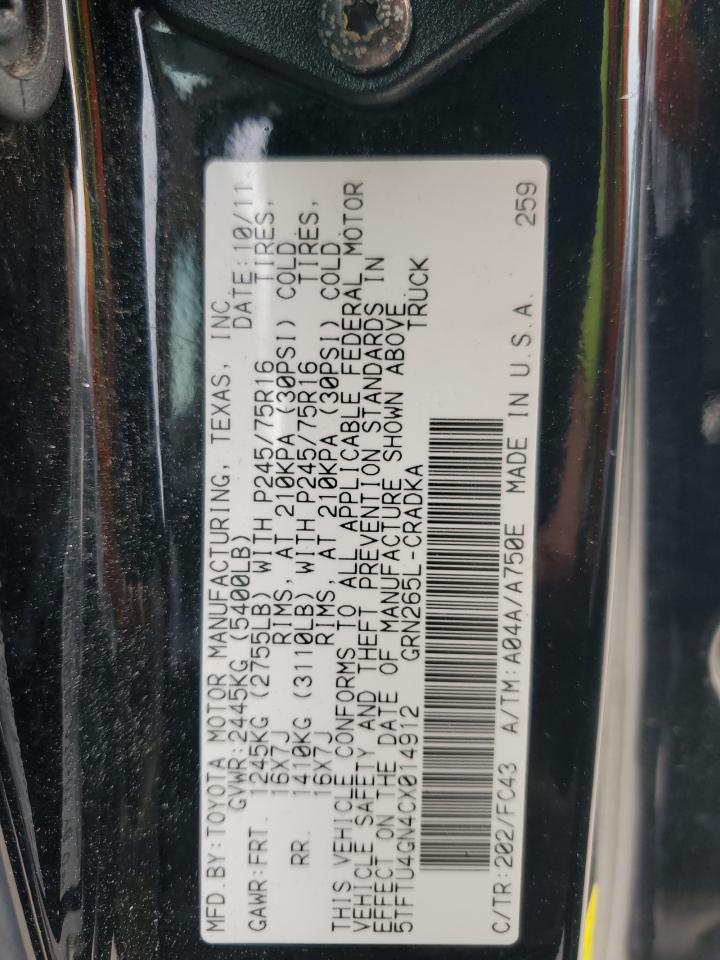 MFD.BY:TOYOTA MOTOR MANUFACTURING, TEXAS, INC
GVWR:2445KG (5400LB) DATE:10/11
GAWR:FRT. 1245KG (2755LB) WITH P245/75R16 TIRES,
16X7J RIMS, AT 210KPA (30PSI) COLD
RR. 1410KG (3110LB) WITH P245/75R16 TIRES,
16X7J RIMS, AT 210KPA (30PSI) COLD
THIS VEHICLE CONFORMS TO ALL APPLICABLE FEDERAL MOTOR
VEHICLE SAFETY AND THEFT PREVENTION STANDARDS IN
EFFECT ON THE DATE OF MANUFACTURE SHOWN ABOVE
5TFTU4GN4CX014912 GRN265L-CRADKA TRUCK
C/TR:202/FC43 A/TM:A04A/A750E MADE IN U.S.A. 259